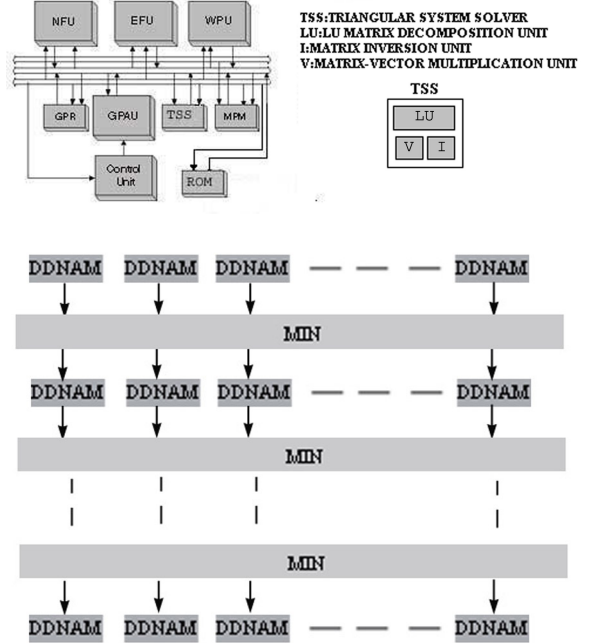 NFU EFU WPU
TSS:TRIANGULAR SYSTEM SOLVER
LU:LU MATRIX DECOMPOSITION UNIT
I:MATRIX INVERSION UNIT
V:MATRIX-VECTOR MULTIPLICATION UNIT
TSS
LU
V I
GPR GPAU TSS MPM
Control
Unit
ROM
DDNAM DDNAM DDNAM DDNAM
MIN
DDNAM DDNAM DDNAM DDNAM
MIN
MIN
DDNAM DDNAM DDNAM DDNAM